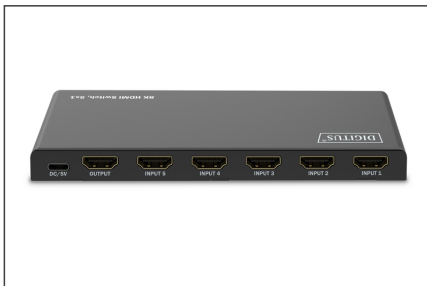 8K HDMI Switch, 5x1
DIGITUS®
DC/5V OUTPUT INPUT 5 INPUT 4 INPUT 3 INPUT 2 INPUT 1